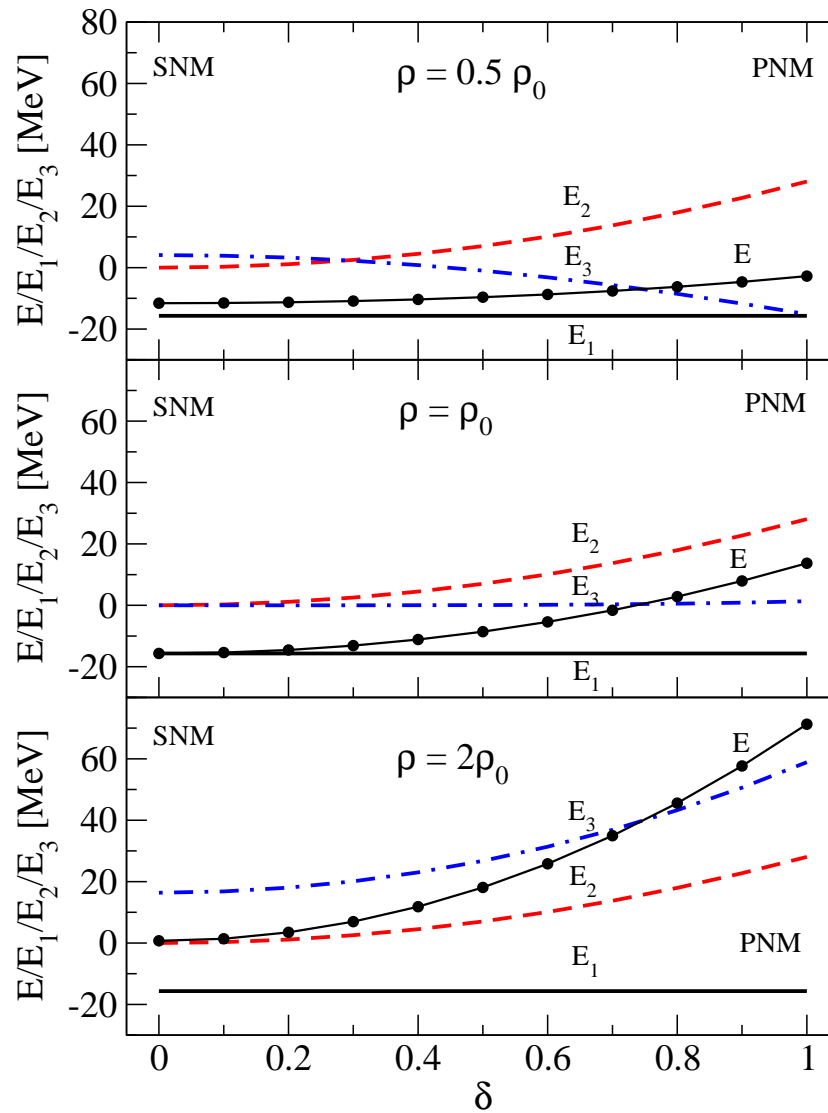 80
60
40
20
0
-20
E/E₁/E₂/E₃ [MeV]
SNM
ρ = 0.5 ρ₀
PNM
E₂
E₃
E
E₁
60
40
20
0
-20
E/E₁/E₂/E₃ [MeV]
SNM
ρ = ρ₀
PNM
E₂
E
E₃
E₁
60
40
20
0
-20
E/E₁/E₂/E₃ [MeV]
SNM
ρ = 2ρ₀
E
E₃
E₂
E₁
PNM
0 0.2 0.4 0.6 0.8 1
δ